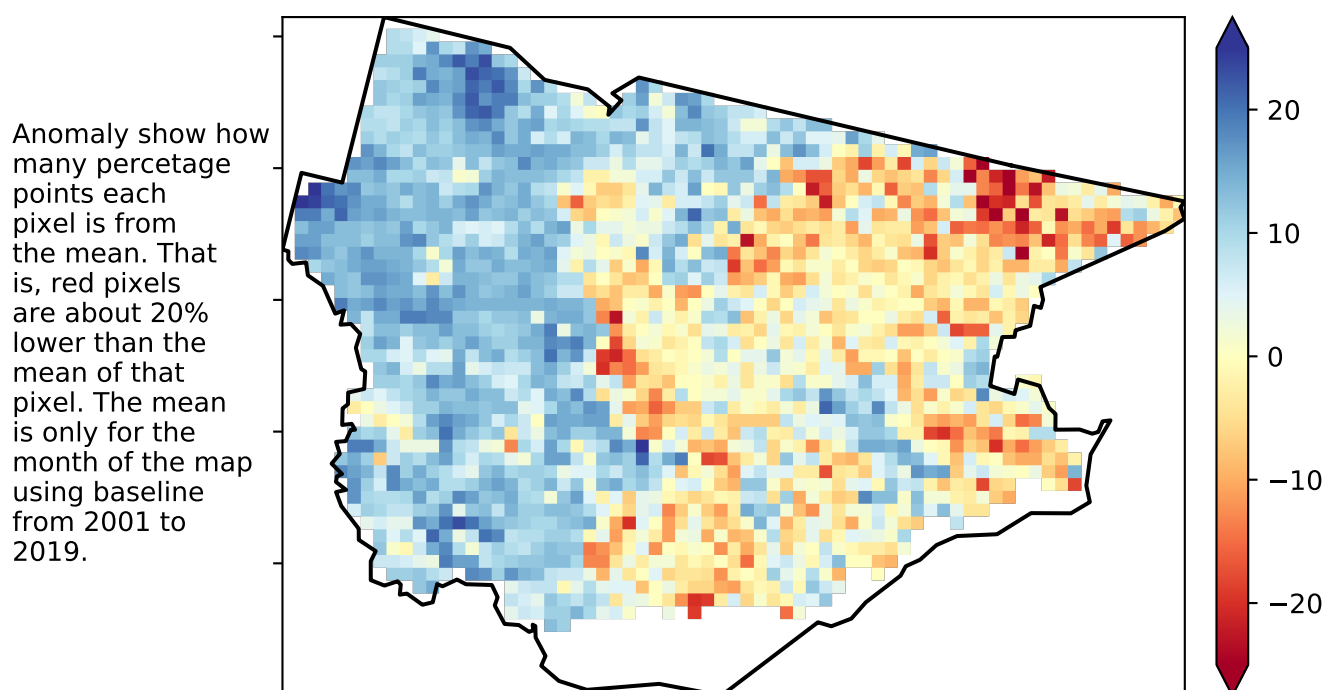 Anomaly show how
many percetage
points each
pixel is from
the mean. That
is, red pixels
are about 20%
lower than the
mean of that
pixel. The mean
is only for the
month of the map
using baseline
from 2001 to
2019.
20
10
0
−10
−20